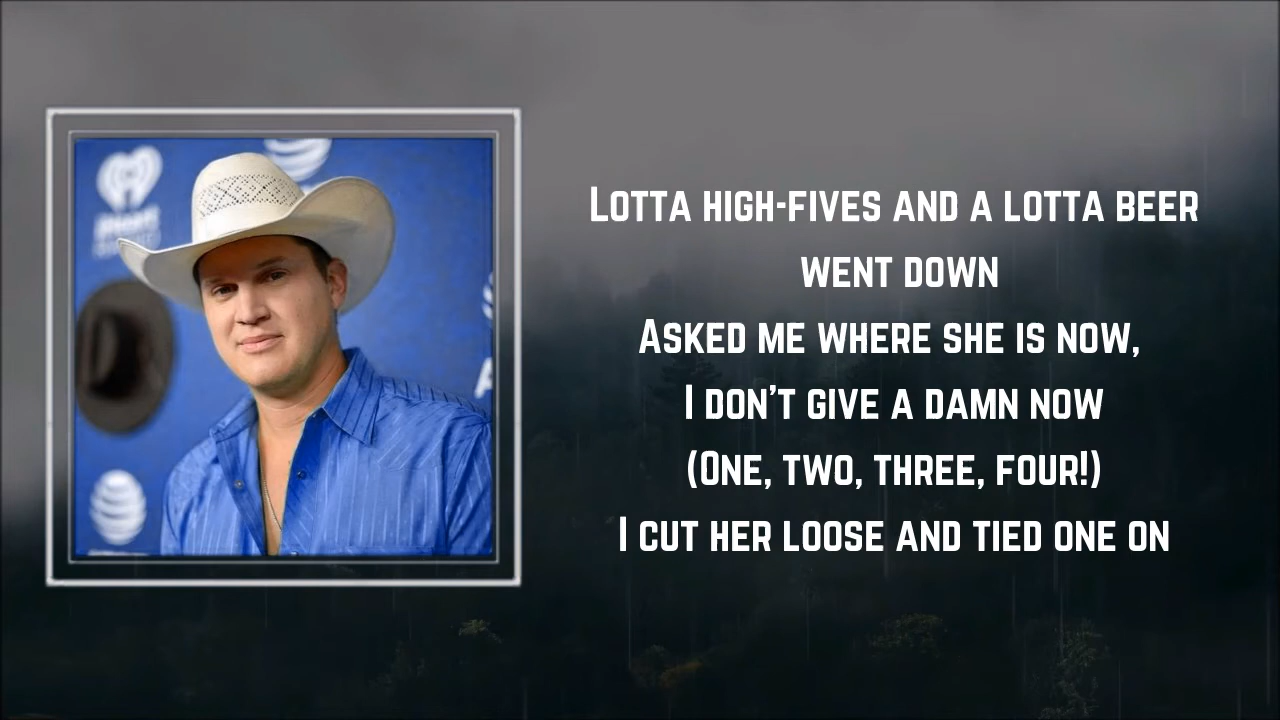 iHeart
Lotta high-fives and a lotta beer
went down
Asked me where she is now,
I don't give a damn now
(One, two, three, four!)
I cut her loose and tied one on
A